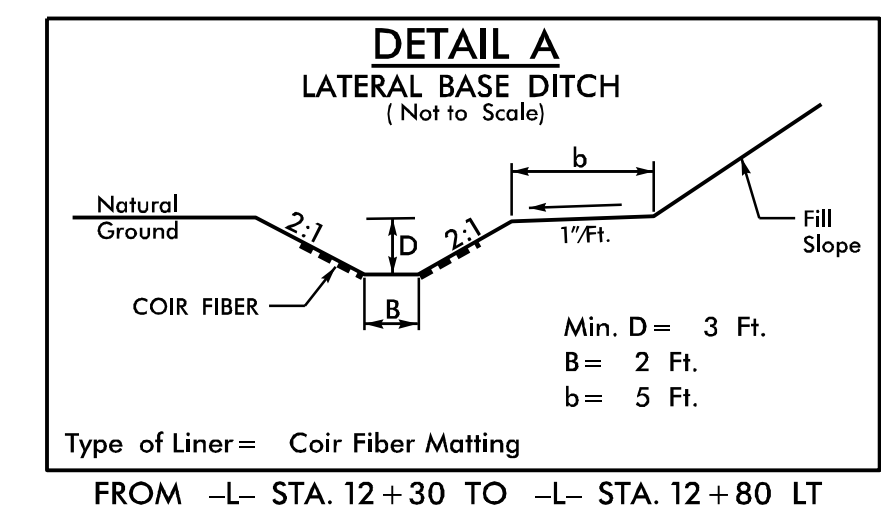 DETAIL A
LATERAL BASE DITCH
( Not to Scale)
b
Natural
Ground
2:1
D
2:1
1"/Ft.
Fill
Slope
COIR FIBER
B
Min. D = 3 Ft.
B = 2 Ft.
b = 5 Ft.
Type of Liner = Coir Fiber Matting
FROM -L- STA. 12+30 TO -L- STA. 12+80 LT